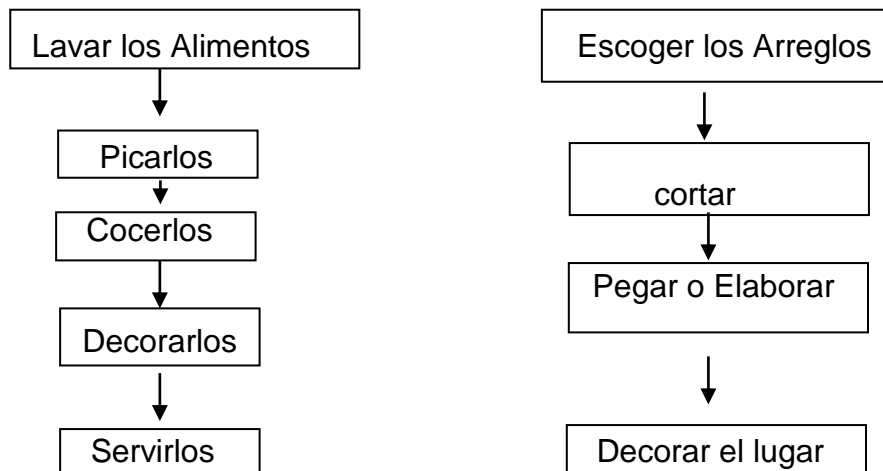 Lavar los Alimentos
Picarlos
Cocerlos
Decorarlos
Servirlos
Escoger los Arreglos
cortar
Pegar o Elaborar
Decorar el lugar